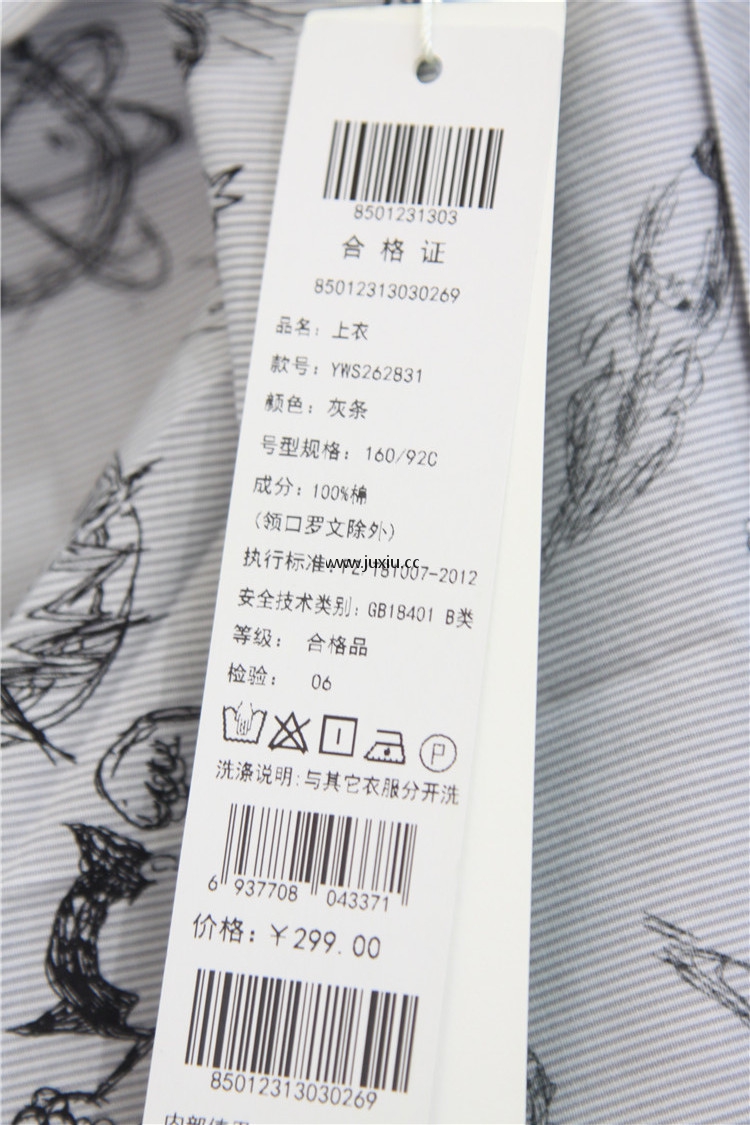 8501231303
合格证
85012313030269
品名：上衣
款号：YWS262831
颜色：灰条
号型规格：160/92C
成分：100%棉
(领口罗文除外)
执行标准:
www.juxiu.cc
007-2012
安全技术类别：GB18401 B类
等级： 合格品
检验： 06
P
洗涤说明:与其它衣服分开洗
6 937708 043371
价格：￥299.00
85012313030269